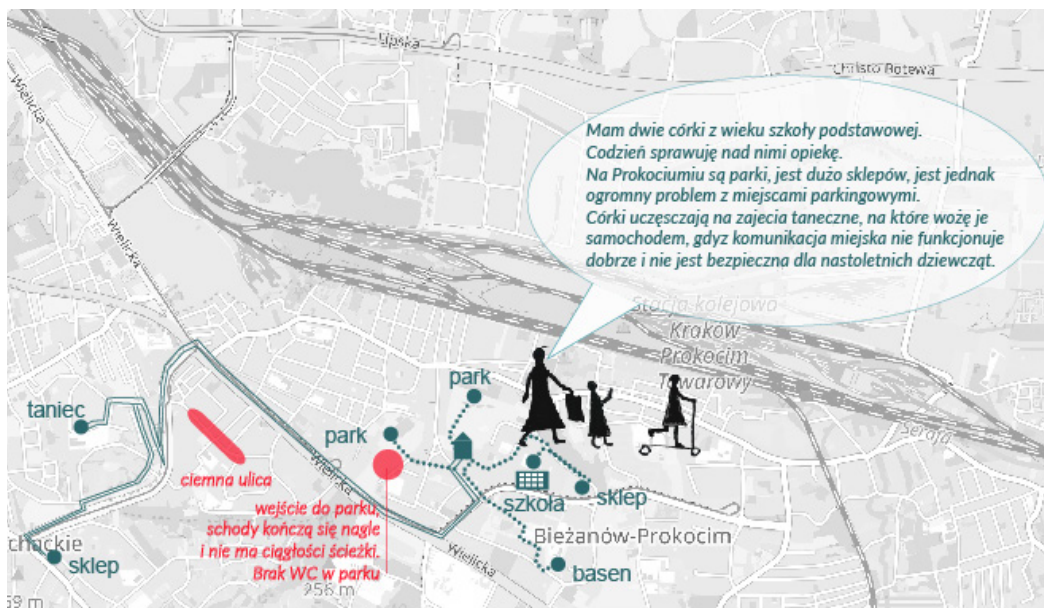 Lipska
Christo Botewa
Wielicka
Mam dwie córki z wieku szkoły podstawowej.
Codzień sprawuję nad nimi opiekę.
Na Prokociumiu są parki, jest dużo sklepów, jest jednak
ogromny problem z miejscami parkingowymi.
Córki uczęszczają na zajecia taneczne, na które wożę je
samochodem, gdyz komunikacja miejska nie funkcjonuje
dobrze i nie jest bezpieczna dla nastoletnich dziewcząt.
Wielicka
Stacja kolejowa
Kraków
Prokocim
Towarowy
park
taniec
park
Serafa
ciemna ulica
Wielicka
szkoła
sklep
wejście do parku,
schody kończą się nagle
i nie ma ciągłości ścieżki.
Brak WC w parku
Bieżanów-Prokocim
chackie
sklep
Wielicka
basen
256 m
59 m